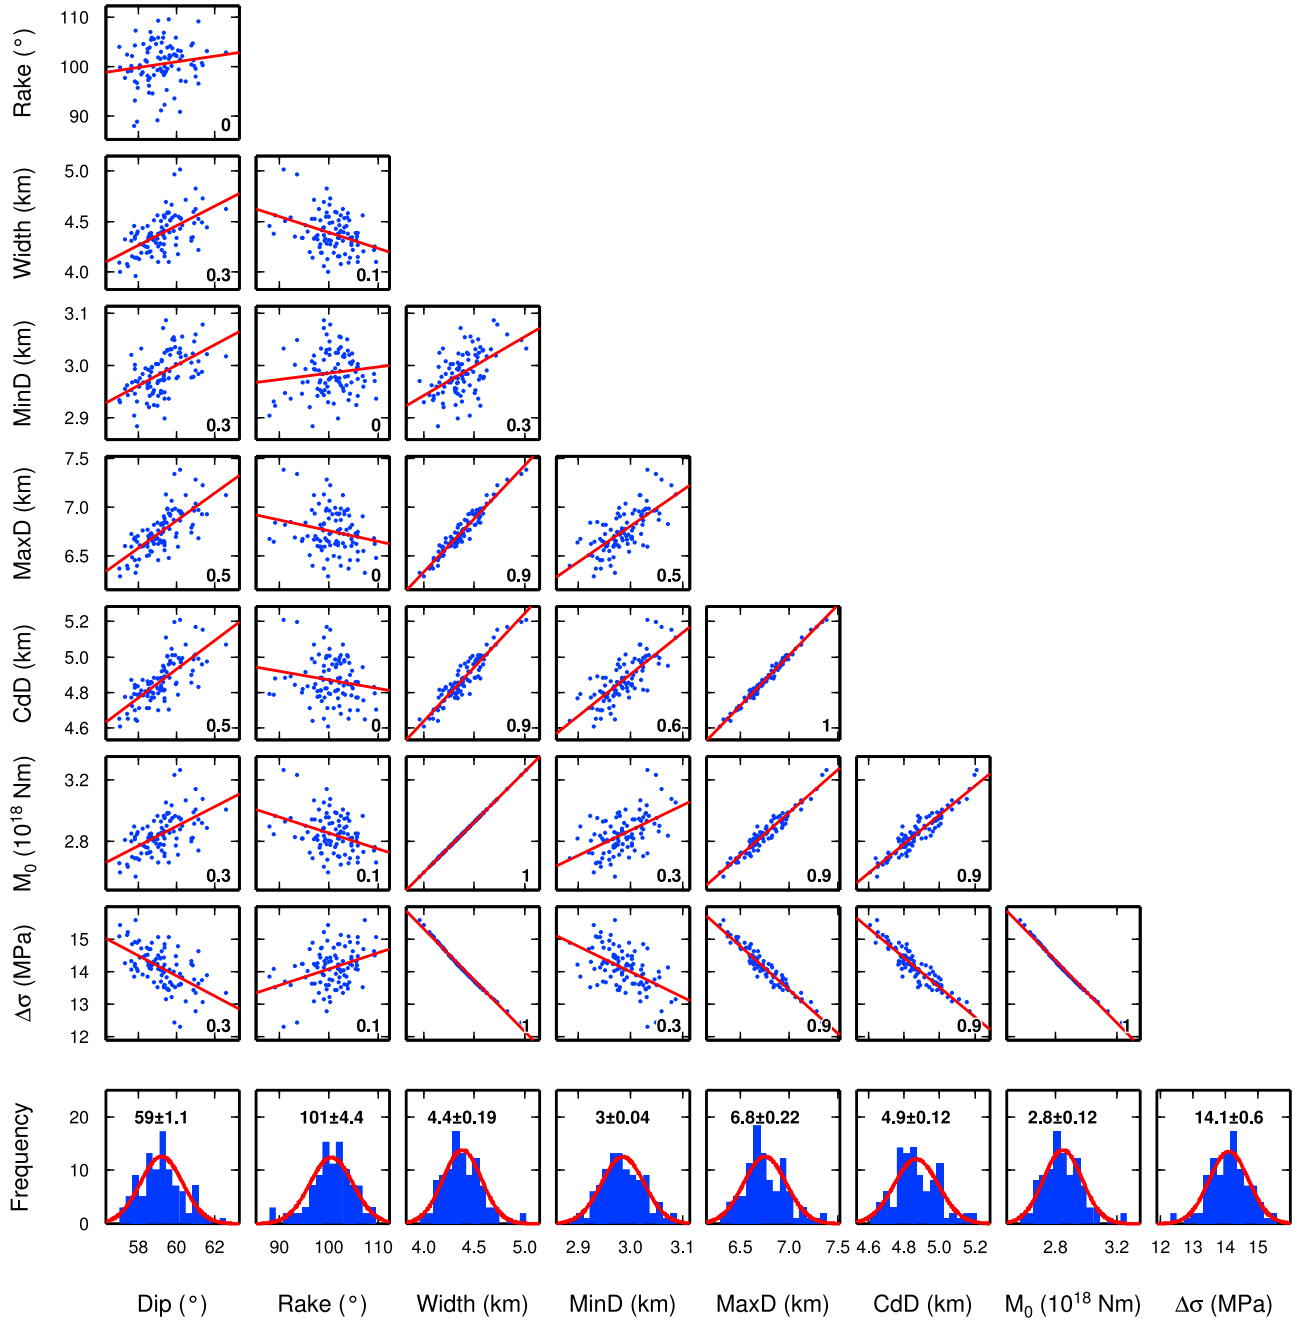 110
100
90
Rake (°)
0
5.0
4.5
4.0
Width (km)
0.3
0.1
3.1
3.0
2.9
MinD (km)
0.3
0
0.3
7.5
7.0
6.5
MaxD (km)
0.5
0
0.9
0.5
5.2
5.0
4.8
4.6
CdD (km)
0.5
0
0.9
0.6
1
3.2
2.8
M₀ (10¹⁸ Nm)
0.3
0.1
1
0.3
0.9
0.9
15
14
13
12
Δσ (MPa)
0.3
0.1
1
0.3
0.9
0.9
1
20
10
0
Frequency
59±1.1
101±4.4
4.4±0.19
3±0.04
6.8±0.22
4.9±0.12
2.8±0.12
14.1±0.6
58 60 62
90 100 110
4.0 4.5 5.0
2.9 3.0 3.1
6.5 7.0 7.5
4.6 4.8 5.0 5.2
2.8 3.2
12 13 14 15
Dip (°)
Rake (°)
Width (km)
MinD (km)
MaxD (km)
CdD (km)
M₀ (10¹⁸ Nm)
Δσ (MPa)